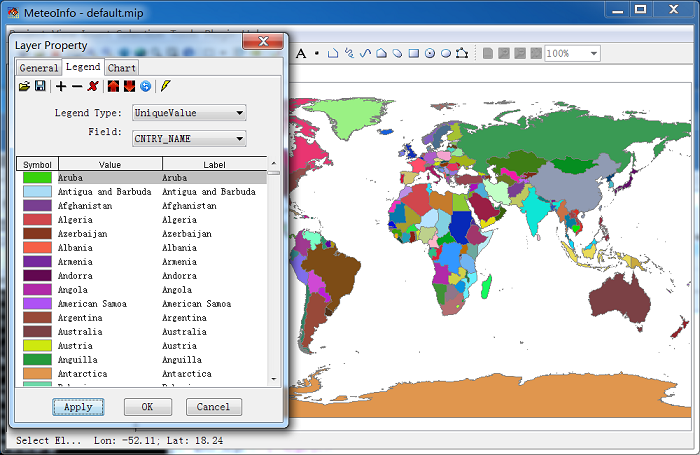 MeteoInfo - default.mip
Layer Property
General Legend Chart
100%
Legend Type: UniqueValue
Field: CNTRY_NAME
Symbol Value Label
Aruba Aruba
Antigua and Barbuda Antigua and Barbuda
Afghanistan Afghanistan
Algeria Algeria
Azerbaijan Azerbaijan
Albania Albania
Armenia Armenia
Andorra Andorra
Angola Angola
American Samoa American Samoa
Argentina Argentina
Australia Australia
Austria Austria
Anguilla Anguilla
Antarctica Antarctica
Apply OK Cancel
Select El... Lon: -52.11; Lat: 18.24